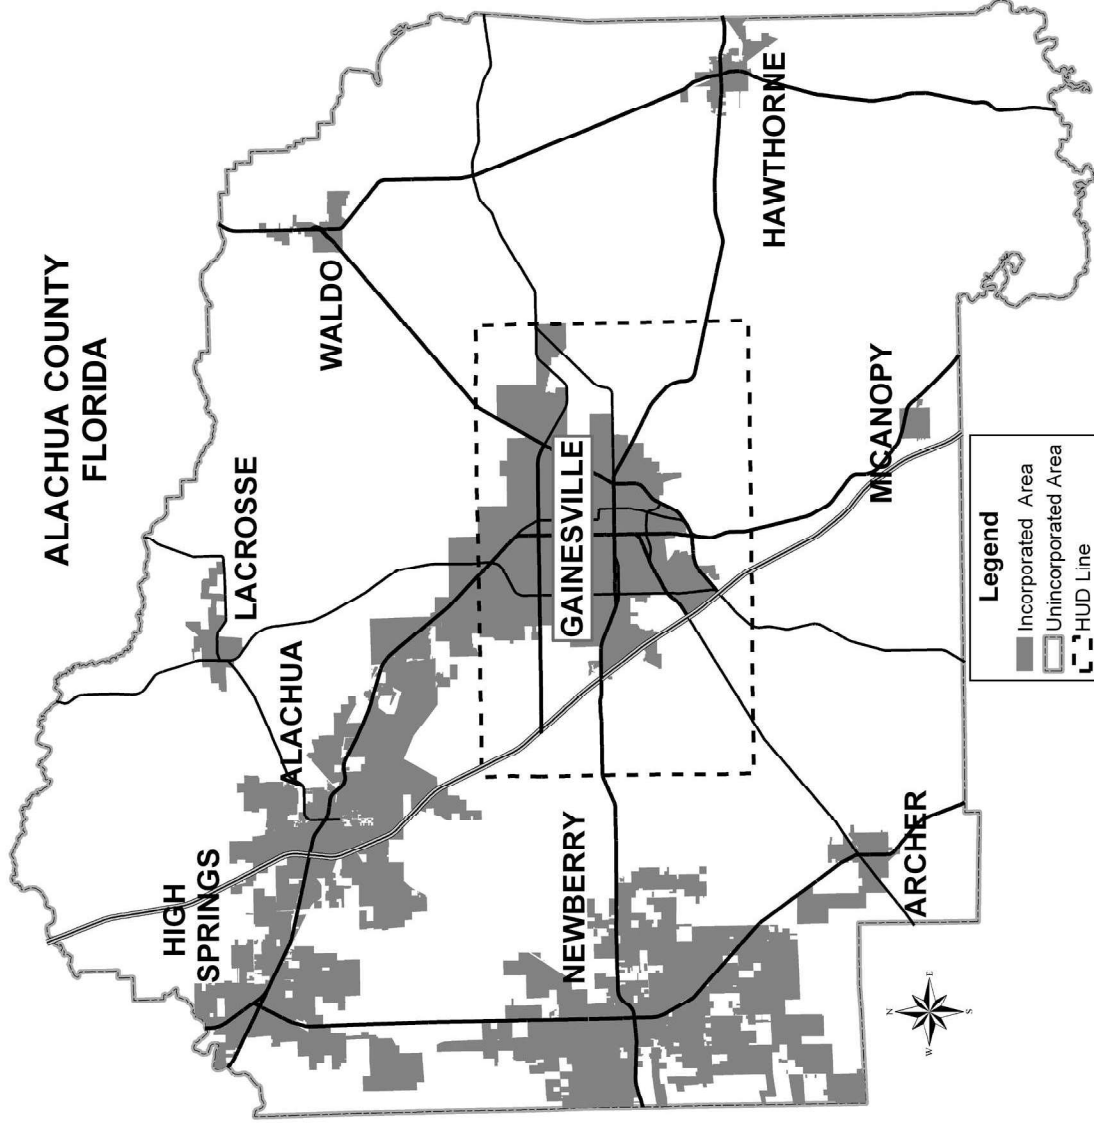 ALACHUA COUNTY
FLORIDA
HIGH
SPRINGS
LACROSSE
ALACHUA
WALDO
NEWBERRY
GAINESVILLE
HAWTHORNE
MICANOPY
ARCHER
N
W
E
S
Legend
Incorporated Area
Unincorporated Area
HUD Line